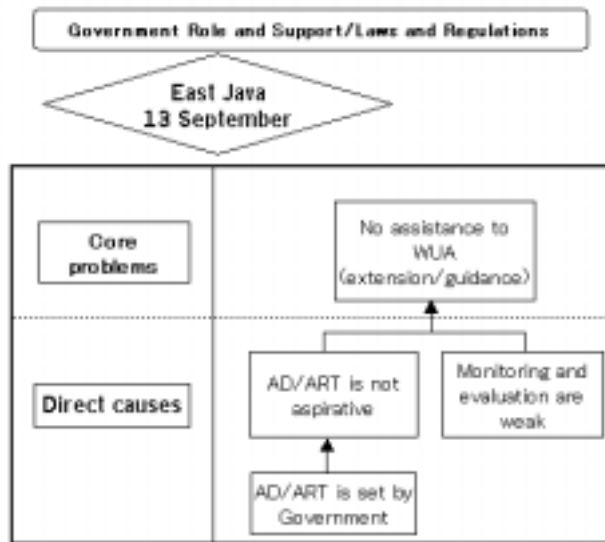 Government Role and Support/Laws and Regulations
East Java
13 September
Core
problems
No assistance to
WUA
(extension/guidance)
Direct causes
AD/ART is not
aspirative
Monitoring and
evaluation are
weak
AD/ART is set by
Government